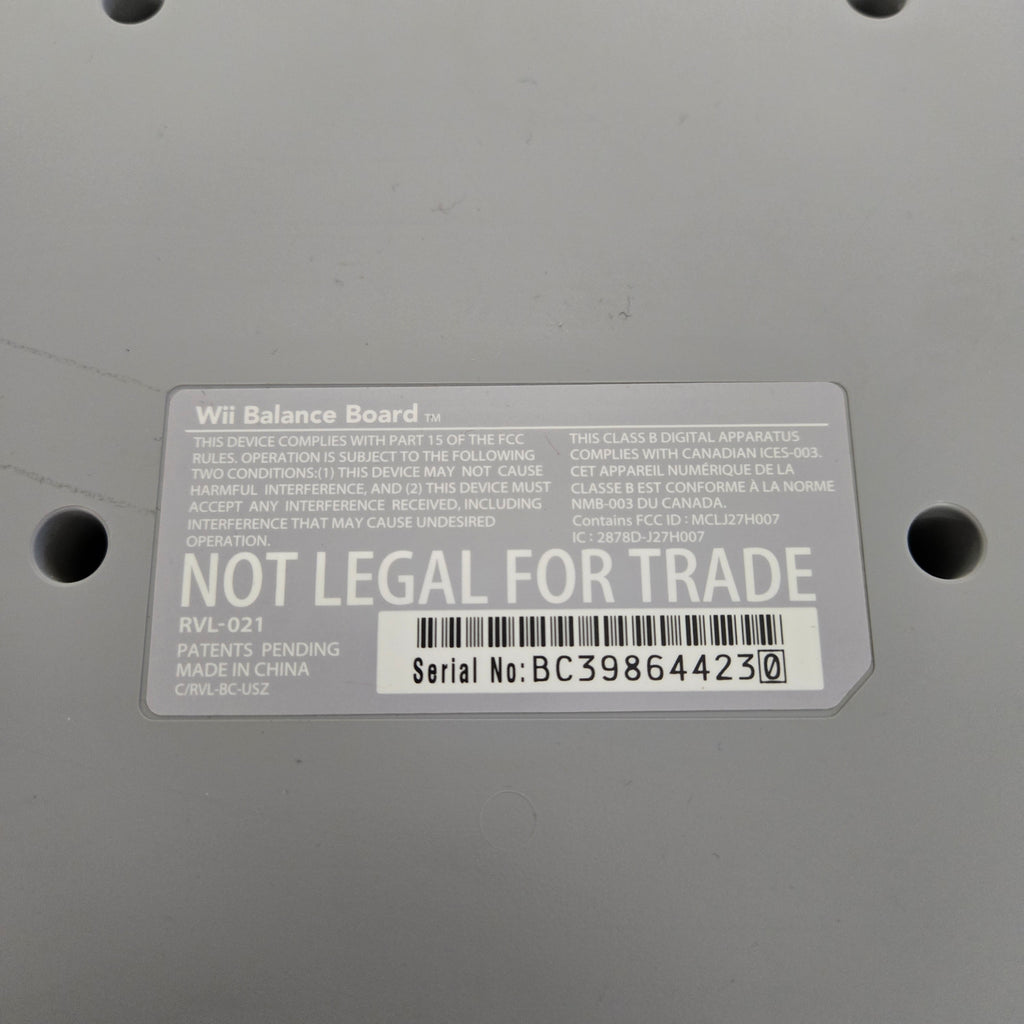 Wii Balance Board ™
THIS DEVICE COMPLIES WITH PART 15 OF THE FCC
RULES. OPERATION IS SUBJECT TO THE FOLLOWING
TWO CONDITIONS:(1) THIS DEVICE MAY NOT CAUSE
HARMFUL INTERFERENCE, AND (2) THIS DEVICE MUST
ACCEPT ANY INTERFERENCE RECEIVED, INCLUDING
INTERFERENCE THAT MAY CAUSE UNDESIRED
OPERATION.
THIS CLASS B DIGITAL APPARATUS
COMPLIES WITH CANADIAN ICES-003.
CET APPAREIL NUMÉRIQUE DE LA
CLASSE B EST CONFORME À LA NORME
NMB-003 DU CANADA.
Contains FCC ID : MCLJ27H007
IC : 2878D-J27H007
NOT LEGAL FOR TRADE
RVL-021
PATENTS PENDING
MADE IN CHINA
C/RVL-BC-USZ
Serial No: BC398644230